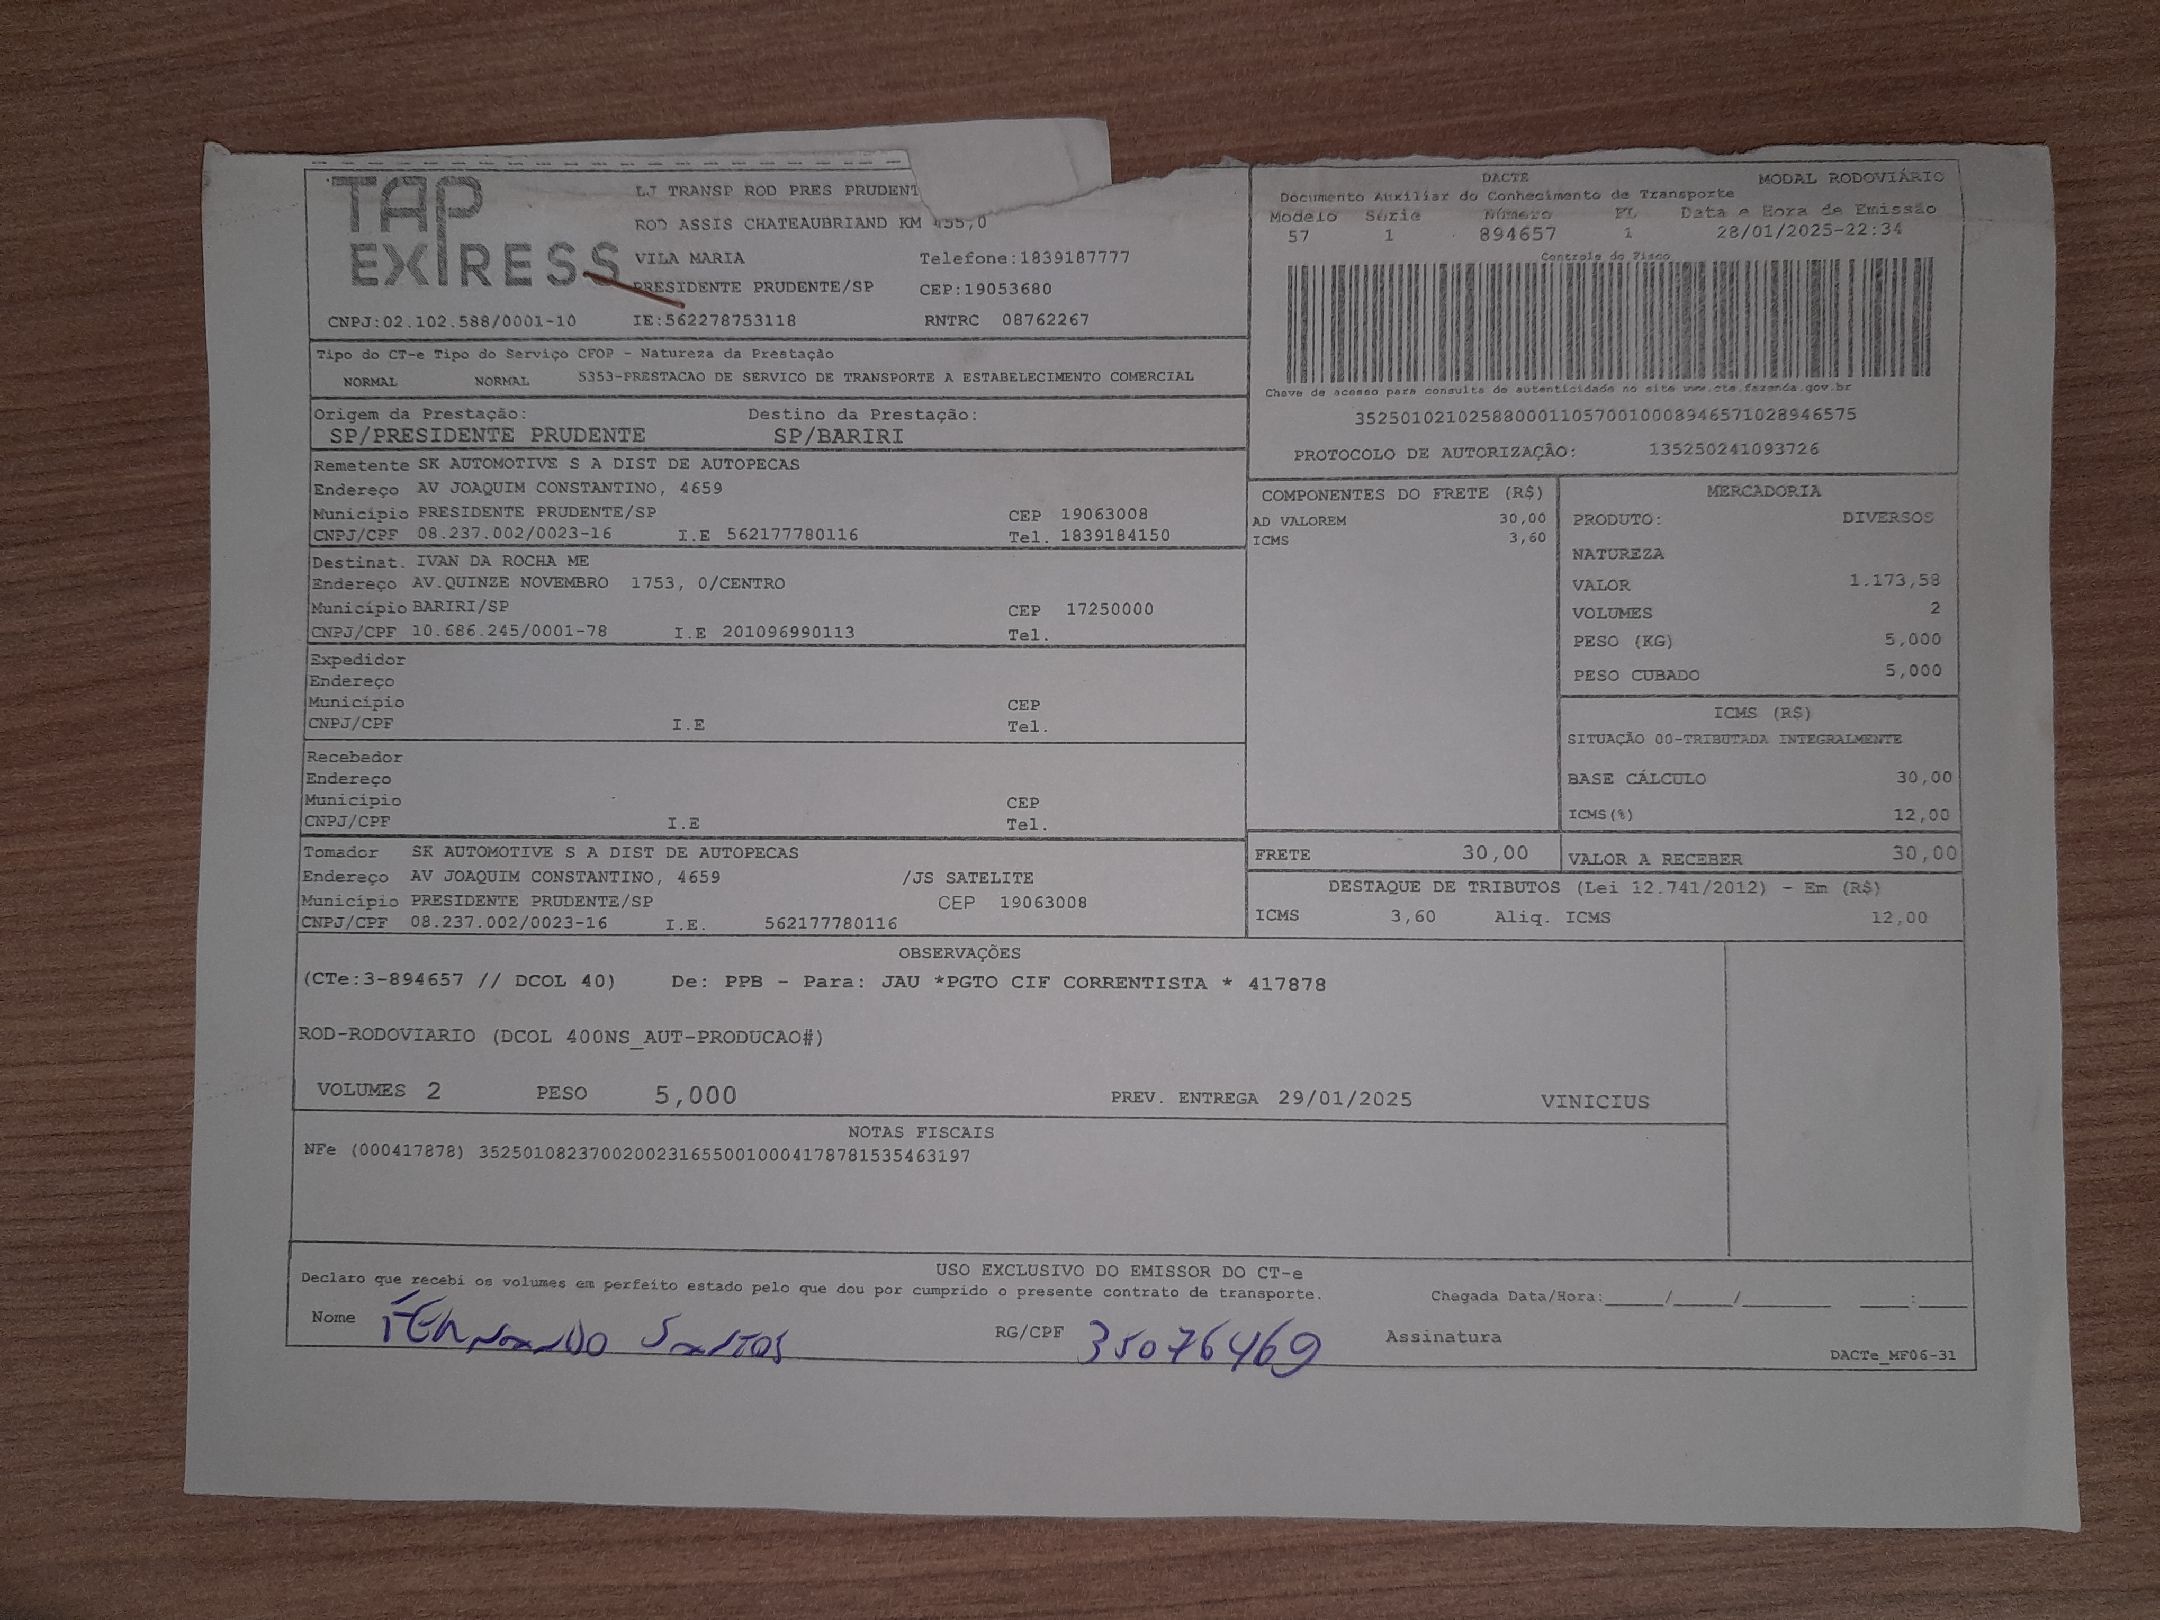 TAP
EXPRESS
LJ TRANSP ROD PRES PRUDENT
ROD ASSIS CHATEAUBRIAND KM 455,0
VILA MARIA Telefone:1839187777
PRESIDENTE PRUDENTE/SP CEP:19053680
CNPJ:02.102.588/0001-10 IE:562278753118 RNTRC 08762267
DACTE MODAL RODOVIÁRIO
Documento Auxiliar do Conhecimento de Transporte
Modelo Série Número FL Data e Hora de Emissão
57 1 894657 1 28/01/2025-22:34
Controle do Fisco
Chave de acesso para consulta de autenticidade no site www.cte.fazenda.gov.br
35250102102588000110570010008946571028946575
PROTOCOLO DE AUTORIZAÇÃO: 135250241093726
Tipo do CT-e Tipo do Serviço CFOP - Natureza da Prestação
NORMAL NORMAL 5353-PRESTACAO DE SERVICO DE TRANSPORTE A ESTABELECIMENTO COMERCIAL
Origem da Prestação: Destino da Prestação:
SP/PRESIDENTE PRUDENTE SP/BARIRI
Remetente SK AUTOMOTIVE S A DIST DE AUTOPECAS
Endereço AV JOAQUIM CONSTANTINO, 4659
Município PRESIDENTE PRUDENTE/SP CEP 19063008
CNPJ/CPF 08.237.002/0023-16 I.E 562177780116 Tel. 1839184150
Destinat. IVAN DA ROCHA ME
Endereço AV.QUINZE NOVEMBRO 1753, 0/CENTRO
Município BARIRI/SP CEP 17250000
CNPJ/CPF 10.686.245/0001-78 I.E 201096990113 Tel.
Expedidor
Endereço
Município CEP
CNPJ/CPF I.E Tel.
Recebedor
Endereço
Município CEP
CNPJ/CPF I.E Tel.
Tomador SK AUTOMOTIVE S A DIST DE AUTOPECAS
Endereço AV JOAQUIM CONSTANTINO, 4659 /JS SATELITE
Município PRESIDENTE PRUDENTE/SP CEP 19063008
CNPJ/CPF 08.237.002/0023-16 I.E. 562177780116
COMPONENTES DO FRETE (R$)
AD VALOREM 30,00
ICMS 3,60
MERCADORIA
PRODUTO: DIVERSOS
NATUREZA
VALOR 1.173,58
VOLUMES 2
PESO (KG) 5,000
PESO CUBADO 5,000
ICMS (R$)
SITUAÇÃO 00-TRIBUTADA INTEGRALMENTE
BASE CÁLCULO 30,00
ICMS(%) 12,00
FRETE 30,00 VALOR A RECEBER 30,00
DESTAQUE DE TRIBUTOS (Lei 12.741/2012) - Em (R$)
ICMS 3,60 Aliq. ICMS 12,00
OBSERVAÇÕES
(CTe:3-894657 // DCOL 40) De: PPB - Para: JAU *PGTO CIF CORRENTISTA * 417878
ROD-RODOVIARIO (DCOL 400NS_AUT-PRODUCAO#)
VOLUMES 2 PESO 5,000 PREV. ENTREGA 29/01/2025 VINICIUS
NOTAS FISCAIS
NFe (000417878) 35250108237002002316550010004178781535463197
USO EXCLUSIVO DO EMISSOR DO CT-e
Declaro que recebi os volumes em perfeito estado pelo que dou por cumprido o presente contrato de transporte. Chegada Data/Hora:____/____/______ ___:___
Nome Fernando Santos RG/CPF 35076469 Assinatura
DACTe_MF06-31